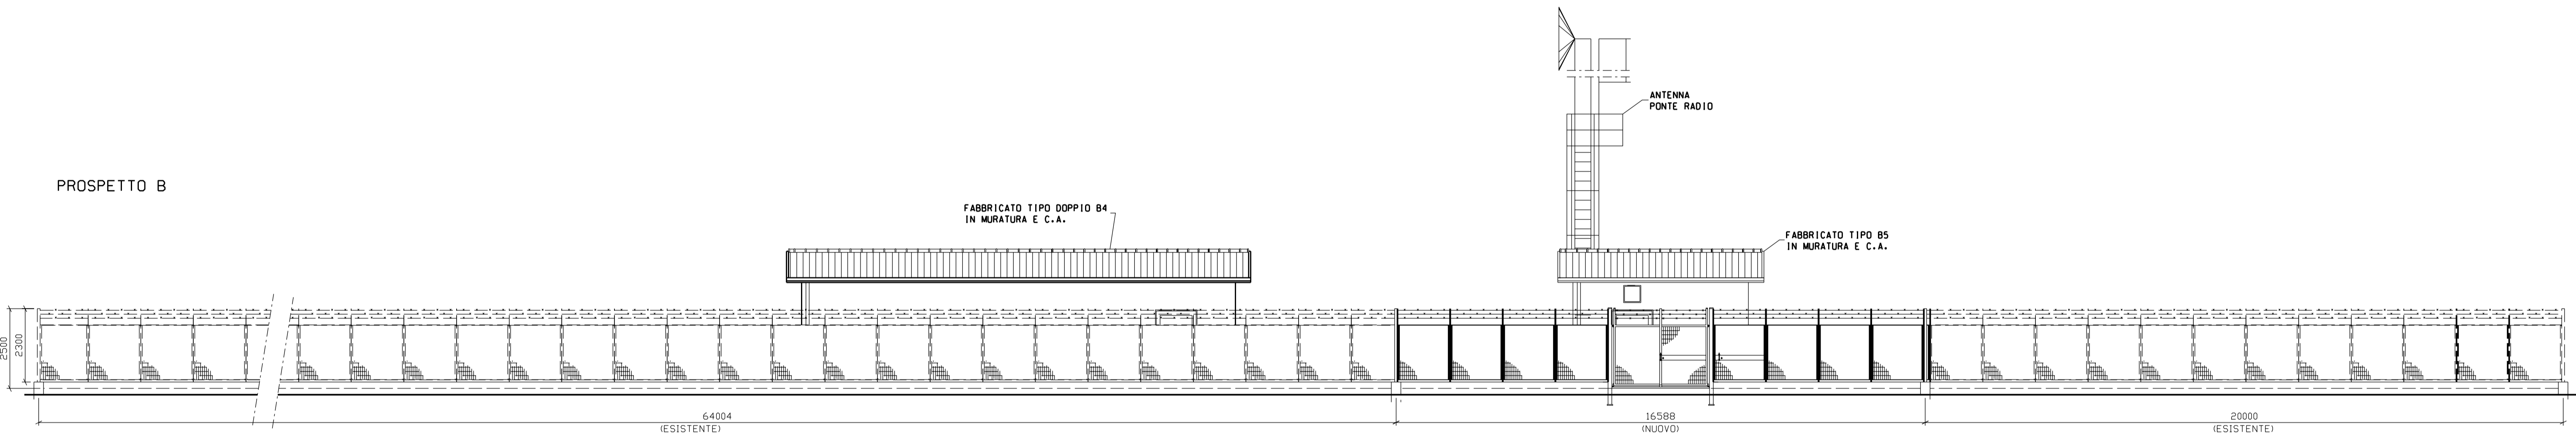 ANTENNA
PONTE RADIO
PROSPETTO B
FABBRICATO TIPO DOPPIO B4
IN MURATURA E C.A.
FABBRICATO TIPO B5
IN MURATURA E C.A.
2500
2300
64004
(ESISTENTE)
16588
(NUOVO)
20000
(ESISTENTE)